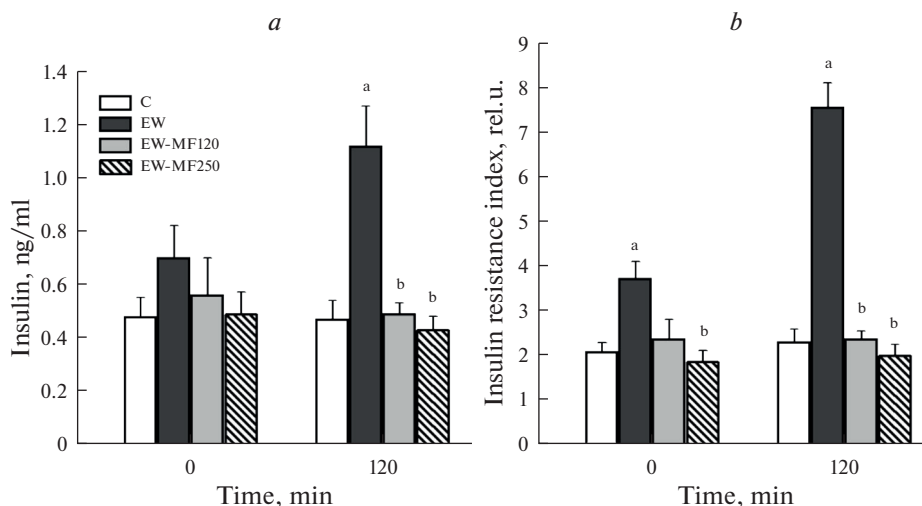 a
Insulin, ng/ml
1.4
1.2
1.0
0.8
0.6
0.4
0.2
0
C
EW
EW-MF120
EW-MF250
a
b
b
0
120
Time, min
b
Insulin resistance index, rel.u.
9
8
7
6
5
4
3
2
1
0
a
b
a
b
b
0
120
Time, min